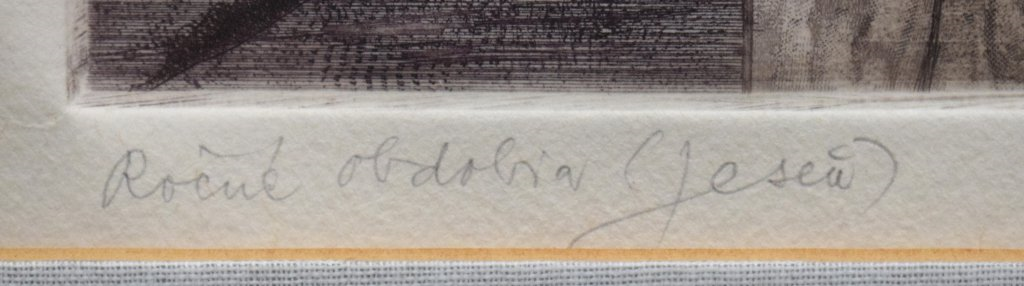 Ročné obdobia (Jeseň)